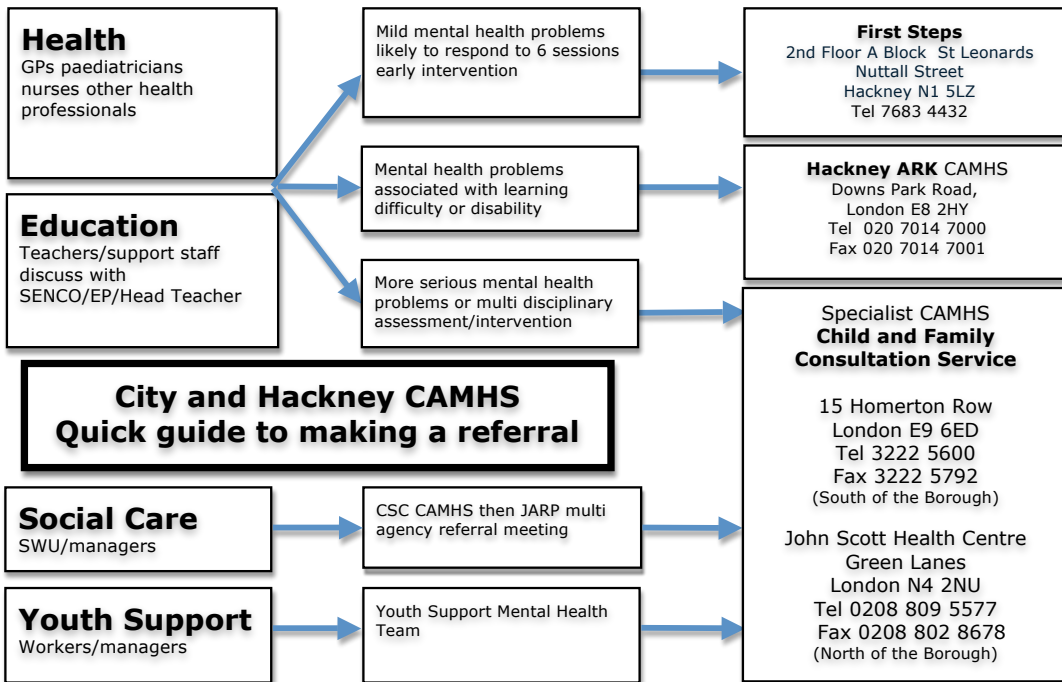 Health
GPs paediatricians
nurses other health
professionals
Education
Teachers/support staff
discuss with
SENCO/EP/Head Teacher
Mild mental health problems
likely to respond to 6 sessions
early intervention
Mental health problems
associated with learning
difficulty or disability
More serious mental health
problems or multi disciplinary
assessment/intervention
First Steps
2nd Floor A Block  St Leonards
Nuttall Street
Hackney N1 5LZ
Tel 7683 4432
Hackney ARK CAMHS
Downs Park Road,
London E8 2HY
Tel  020 7014 7000
Fax 020 7014 7001
Specialist CAMHS
Child and Family
Consultation Service
15 Homerton Row
London E9 6ED
Tel 3222 5600
Fax 3222 5792
(South of the Borough)
John Scott Health Centre
Green Lanes
London N4 2NU
Tel 0208 809 5577
Fax 0208 802 8678
(North of the Borough)
City and Hackney CAMHS
Quick guide to making a referral
Social Care
SWU/managers
CSC CAMHS then JARP multi
agency referral meeting
Youth Support
Workers/managers
Youth Support Mental Health
Team